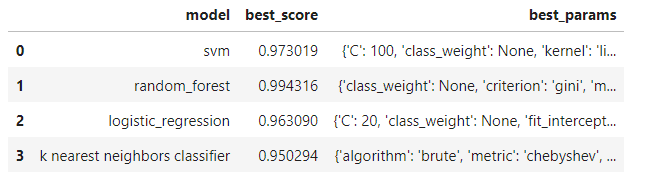 model best_score best_params
0 svm 0.973019 {'C': 100, 'class_weight': None, 'kernel': 'li...
1 random_forest 0.994316 {'class_weight': None, 'criterion': 'gini', 'm...
2 logistic_regression 0.963090 {'C': 20, 'class_weight': None, 'fit_intercept...
3 k nearest neighbors classifier 0.950294 {'algorithm': 'brute', 'metric': 'chebyshev', ...